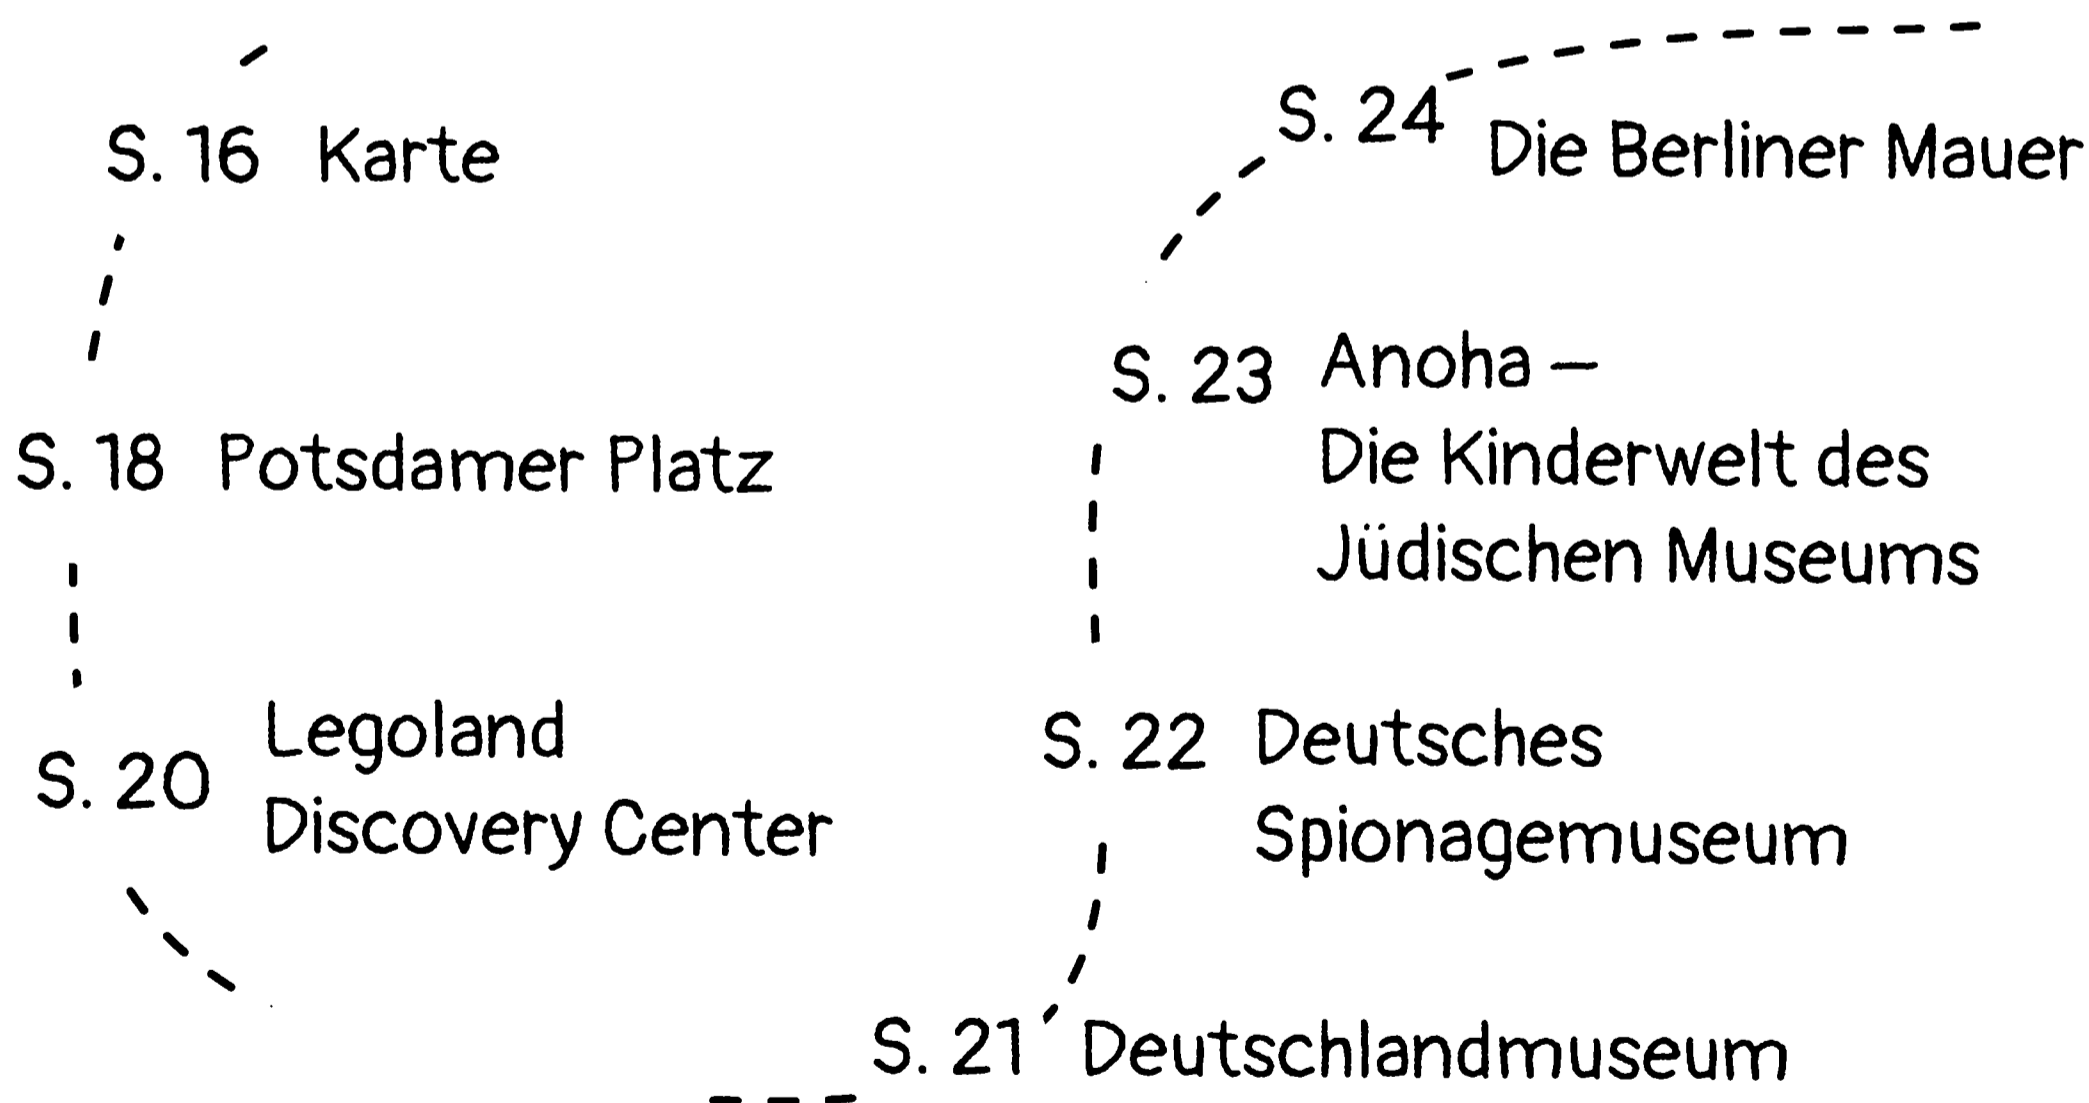 S. 16 Karte
S. 18 Potsdamer Platz
S. 20 Legoland
Discovery Center
S. 21 Deutschlandmuseum
S. 22 Deutsches
Spionagemuseum
S. 23 Anoha –
Die Kinderwelt des
Jüdischen Museums
S. 24 Die Berliner Mauer